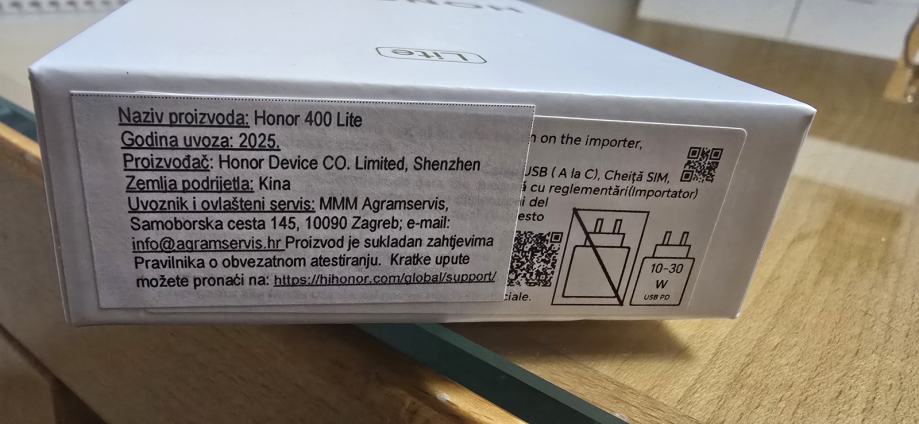 HONO
Lite
Naziv proizvoda: Honor 400 Lite
Godina uvoza: 2025.
Proizvođač: Honor Device CO. Limited, Shenzhen
Zemlja podrijetla: Kina
Uvoznik i ovlašteni servis: MMM Agramservis,
Samoborska cesta 145, 10090 Zagreb; e-mail:
info@agramservis.hr Proizvod je sukladan zahtjevima
Pravilnika o obvezatnom atestiranju. Kratke upute
možete pronaći na: https://hihonor.com/global/support/
on the importer,
USB ( A la C), Cheiță SIM,
cu reglementări(Importator)
del
esto
ciale.
10-30
W
USB PD